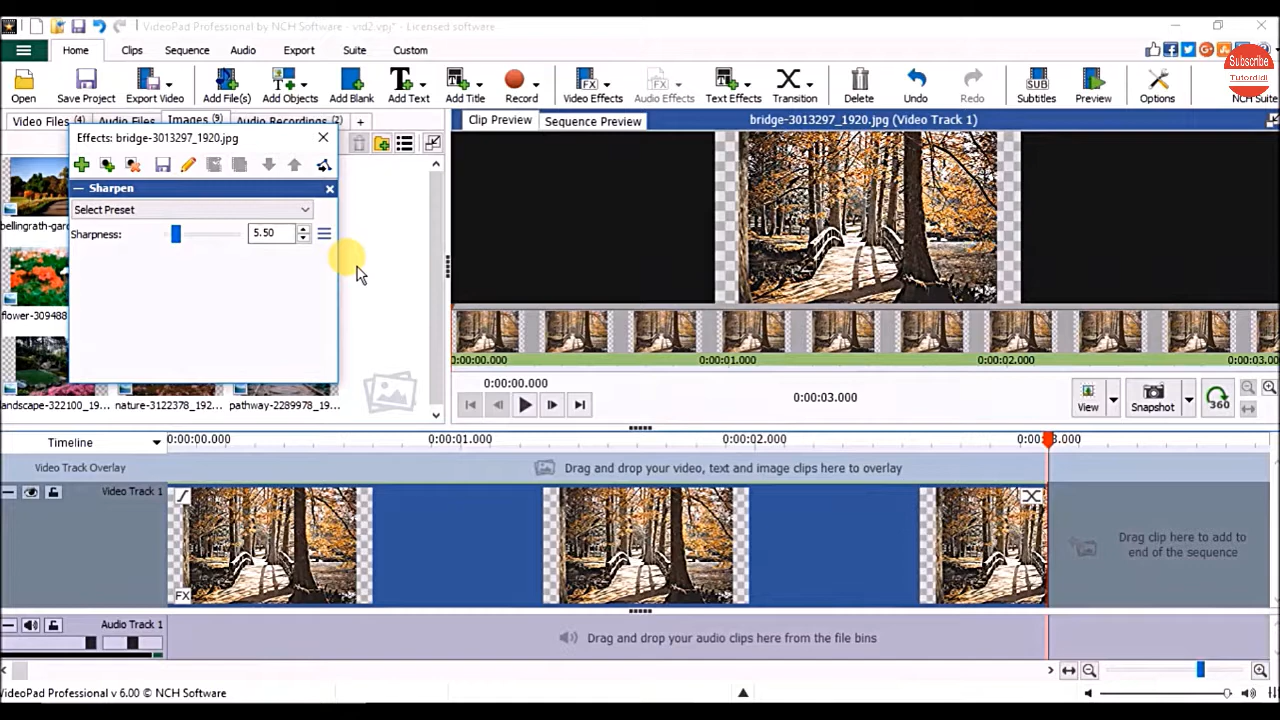 VideoPad Professional by NCH Software - vid2.vpj* - Licensed software
Home Clips Sequence Audio Export Suite Custom
Subscribe
Tutordidi
Open Save Project Export Video Add File(s) Add Objects Add Blank Add Text Add Title Record Video Effects Audio Effects Text Effects Transition Delete Undo Redo Subtitles Preview Options NCH Suite
Video Files (4) Audio Files Images (9) Audio Recordings (2) +
Clip Preview Sequence Preview bridge-3013297_1920.jpg (Video Track 1)
Effects: bridge-3013297_1920.jpg
Sharpen
Select Preset
Sharpness: 5.50
bellingrath-gar
flower-309488
landscape-322100_19... nature-3122378_192... pathway-2289978_19...
0:00:00.000 0:00:01.000 0:00:02.000 0:00:03.000
0:00:00.000
0:00:03.000
View Snapshot 360
Timeline 0:00:00.000 0:00:01.000 0:00:02.000 0:00:03.000
Video Track Overlay Drag and drop your video, text and image clips here to overlay
Video Track 1
FX
Drag clip here to add to
end of the sequence
Audio Track 1
Drag and drop your audio clips here from the file bins
VideoPad Professional v 6.00 © NCH Software